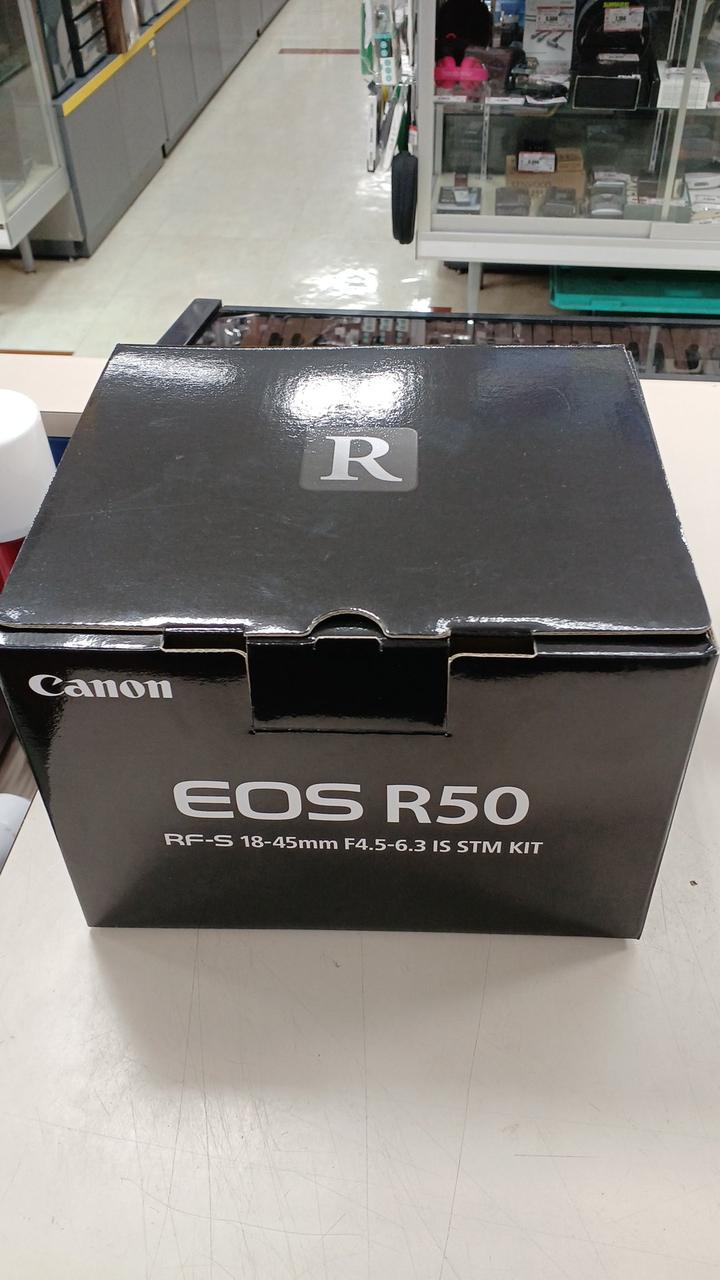 R
Canon
EOS R50
RF-S 18-45mm F4.5-6.3 IS STM KIT